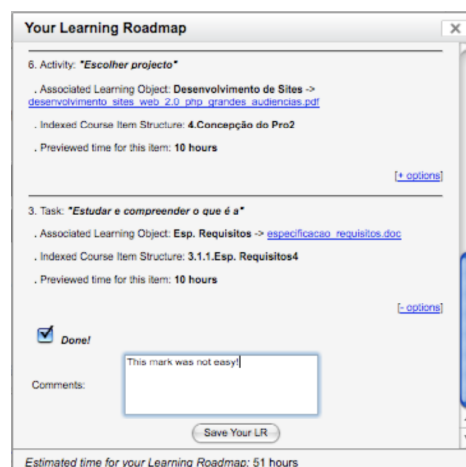 Your Learning Roadmap
6. Activity: "Escolher projecto"
. Associated Learning Object: Desenvolvimento de Sites ->
desenvolvimento_sites_web_2.0_php_grandes_audiencias.pdf
. Indexed Course Item Structure: 4.Concepção do Pro2
. Previewed time for this item: 10 hours
[+ options]
3. Task: "Estudar e compreender o que é a"
. Associated Learning Object: Esp. Requisitos -> especificacao_requisitos.doc
. Indexed Course Item Structure: 3.1.1.Esp. Requisitos4
. Previewed time for this item: 10 hours
[- options]
Done!
This mark was not easy!
Comments:
Save Your LR
Estimated time for your Learning Roadmap: 51 hours